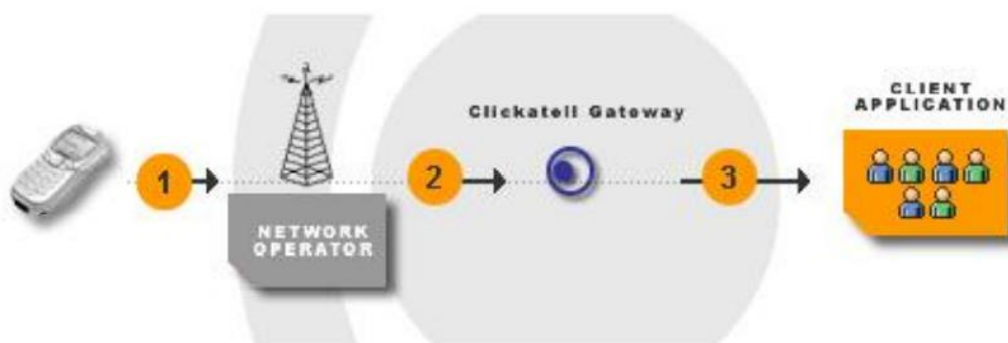 CLIENT
APPLICATION
Clickatell Gateway
1
2
3
NETWORK
OPERATOR